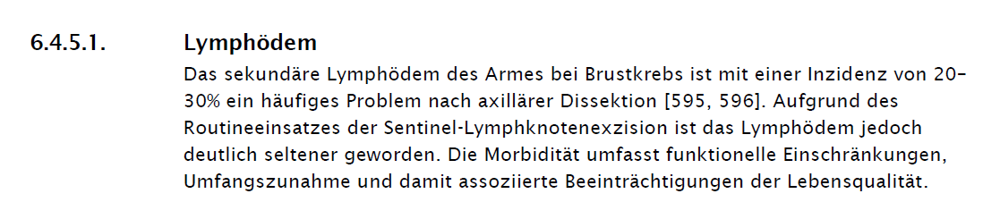 6.4.5.1. Lymphödem
Das sekundäre Lymphödem des Armes bei Brustkrebs ist mit einer Inzidenz von 20–
30% ein häufiges Problem nach axillärer Dissektion [595, 596]. Aufgrund des
Routineeinsatzes der Sentinel-Lymphknotenexzision ist das Lymphödem jedoch
deutlich seltener geworden. Die Morbidität umfasst funktionelle Einschränkungen,
Umfangszunahme und damit assoziierte Beeinträchtigungen der Lebensqualität.